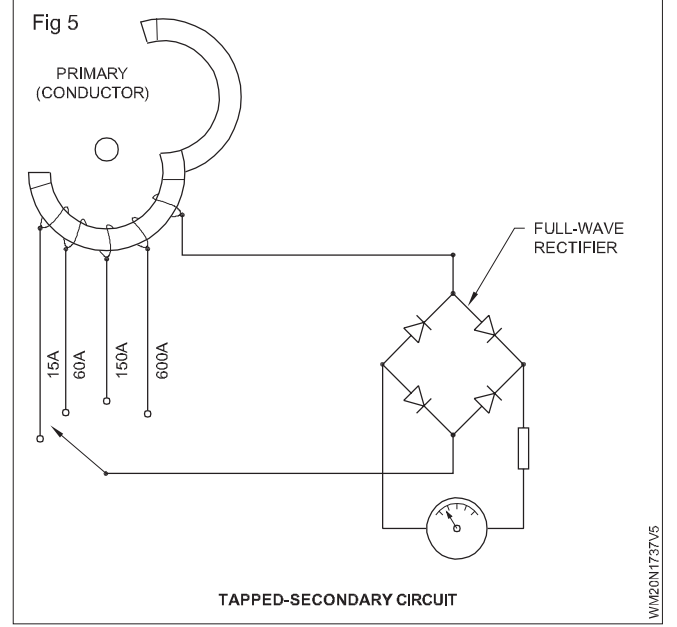 Fig 5
PRIMARY
(CONDUCTOR)
FULL-WAVE
RECTIFIER
15A
60A
150A
600A
TAPPED-SECONDARY CIRCUIT
WM20N1737V5